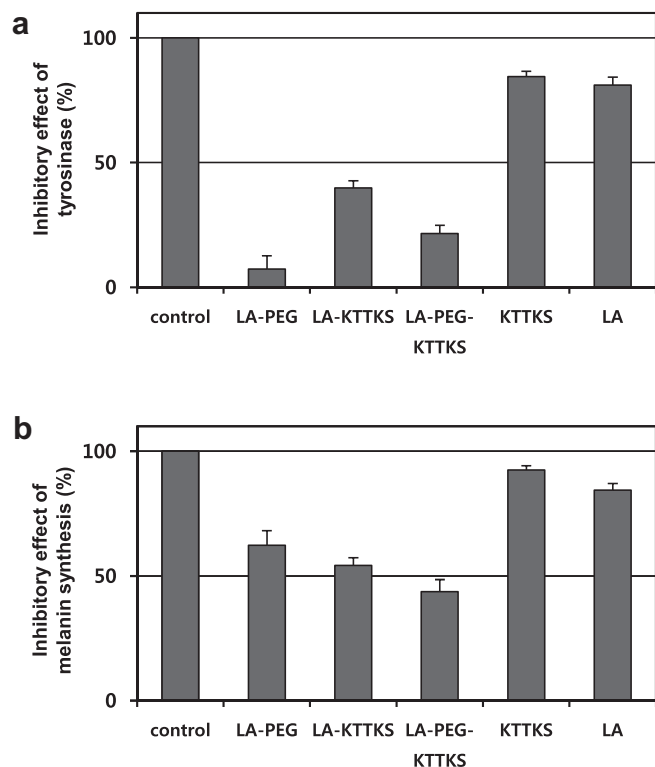 a
Inhibitory effect of
tyrosinase (%)
100
50
0
control LA-PEG LA-KTTKS LA-PEG- KTTKS LA
KTTKS
b
Inhibitory effect of
melanin synthesis (%)
100
50
0
control LA-PEG LA-KTTKS LA-PEG- KTTKS LA
KTTKS